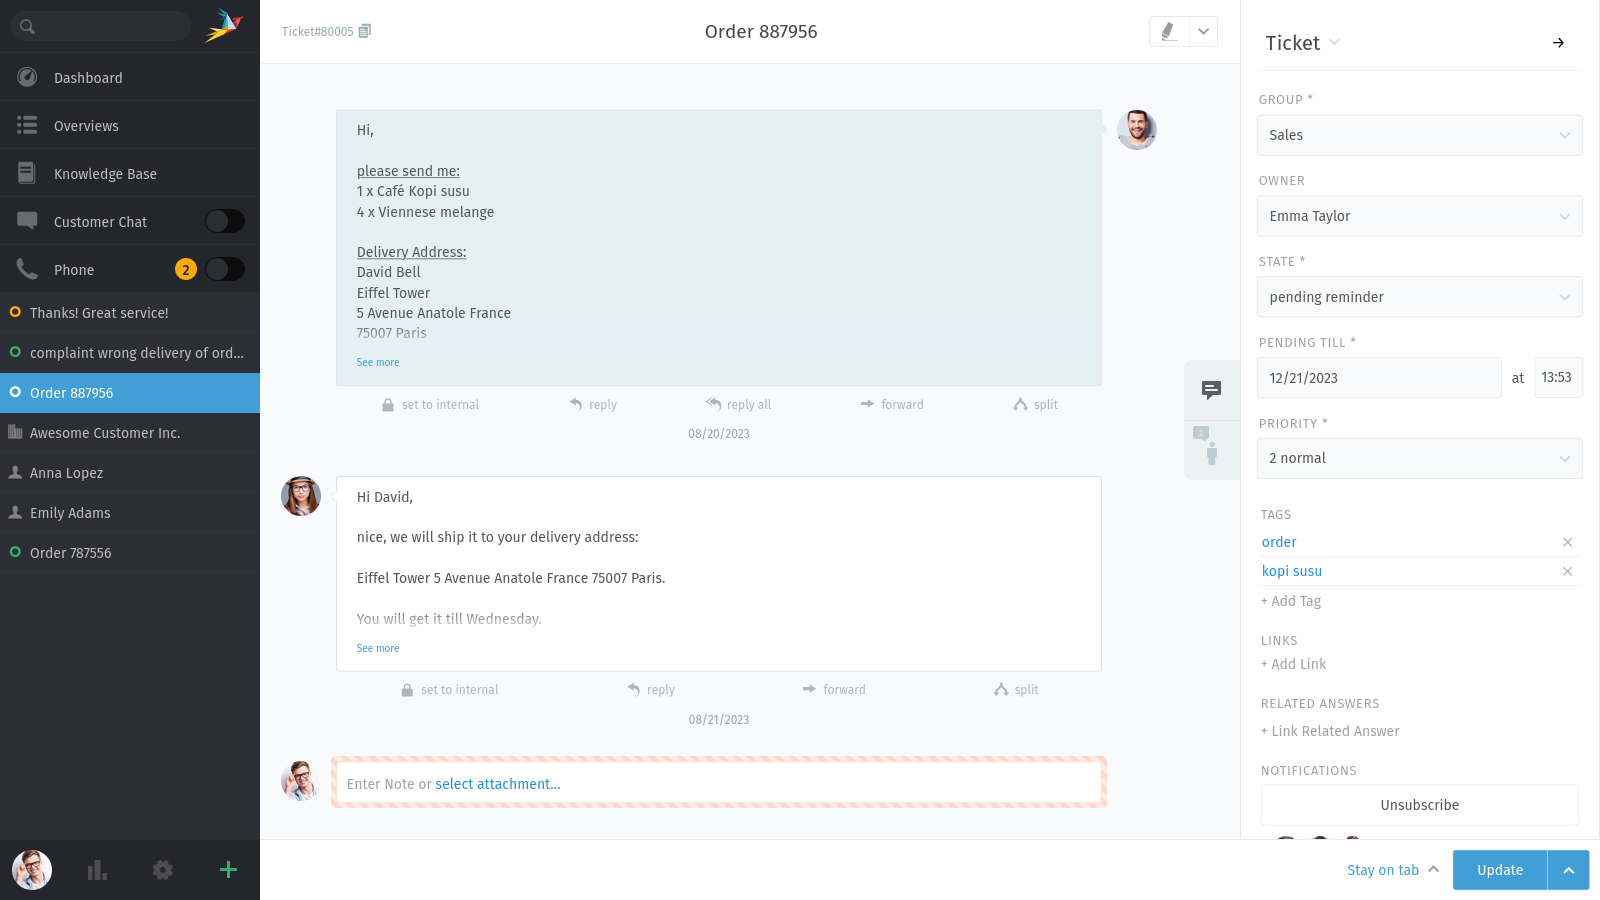 Dashboard
Overviews
Knowledge Base
Customer Chat
Phone
2
Thanks! Great service!
complaint wrong delivery of ord...
Order 887956
Awesome Customer Inc.
Anna Lopez
Emily Adams
Order 787556
Ticket#80005
Order 887956
Hi,
please send me:
1 x Café Kopi susu
4 x Viennese melange
Delivery Address:
David Bell
Eiffel Tower
5 Avenue Anatole France
75007 Paris
See more
set to internal
reply
reply all
forward
split
08/20/2023
Hi David,
nice, we will ship it to your delivery address:
Eiffel Tower 5 Avenue Anatole France 75007 Paris.
You will get it till Wednesday.
See more
set to internal
reply
forward
split
08/21/2023
Enter Note or select attachment...
2
Ticket
GROUP *
Sales
OWNER
Emma Taylor
STATE *
pending reminder
PENDING TILL *
12/21/2023 at 13:53
PRIORITY *
2 normal
TAGS
order
kopi susu
+ Add Tag
LINKS
+ Add Link
RELATED ANSWERS
+ Link Related Answer
NOTIFICATIONS
Unsubscribe
Stay on tab
Update